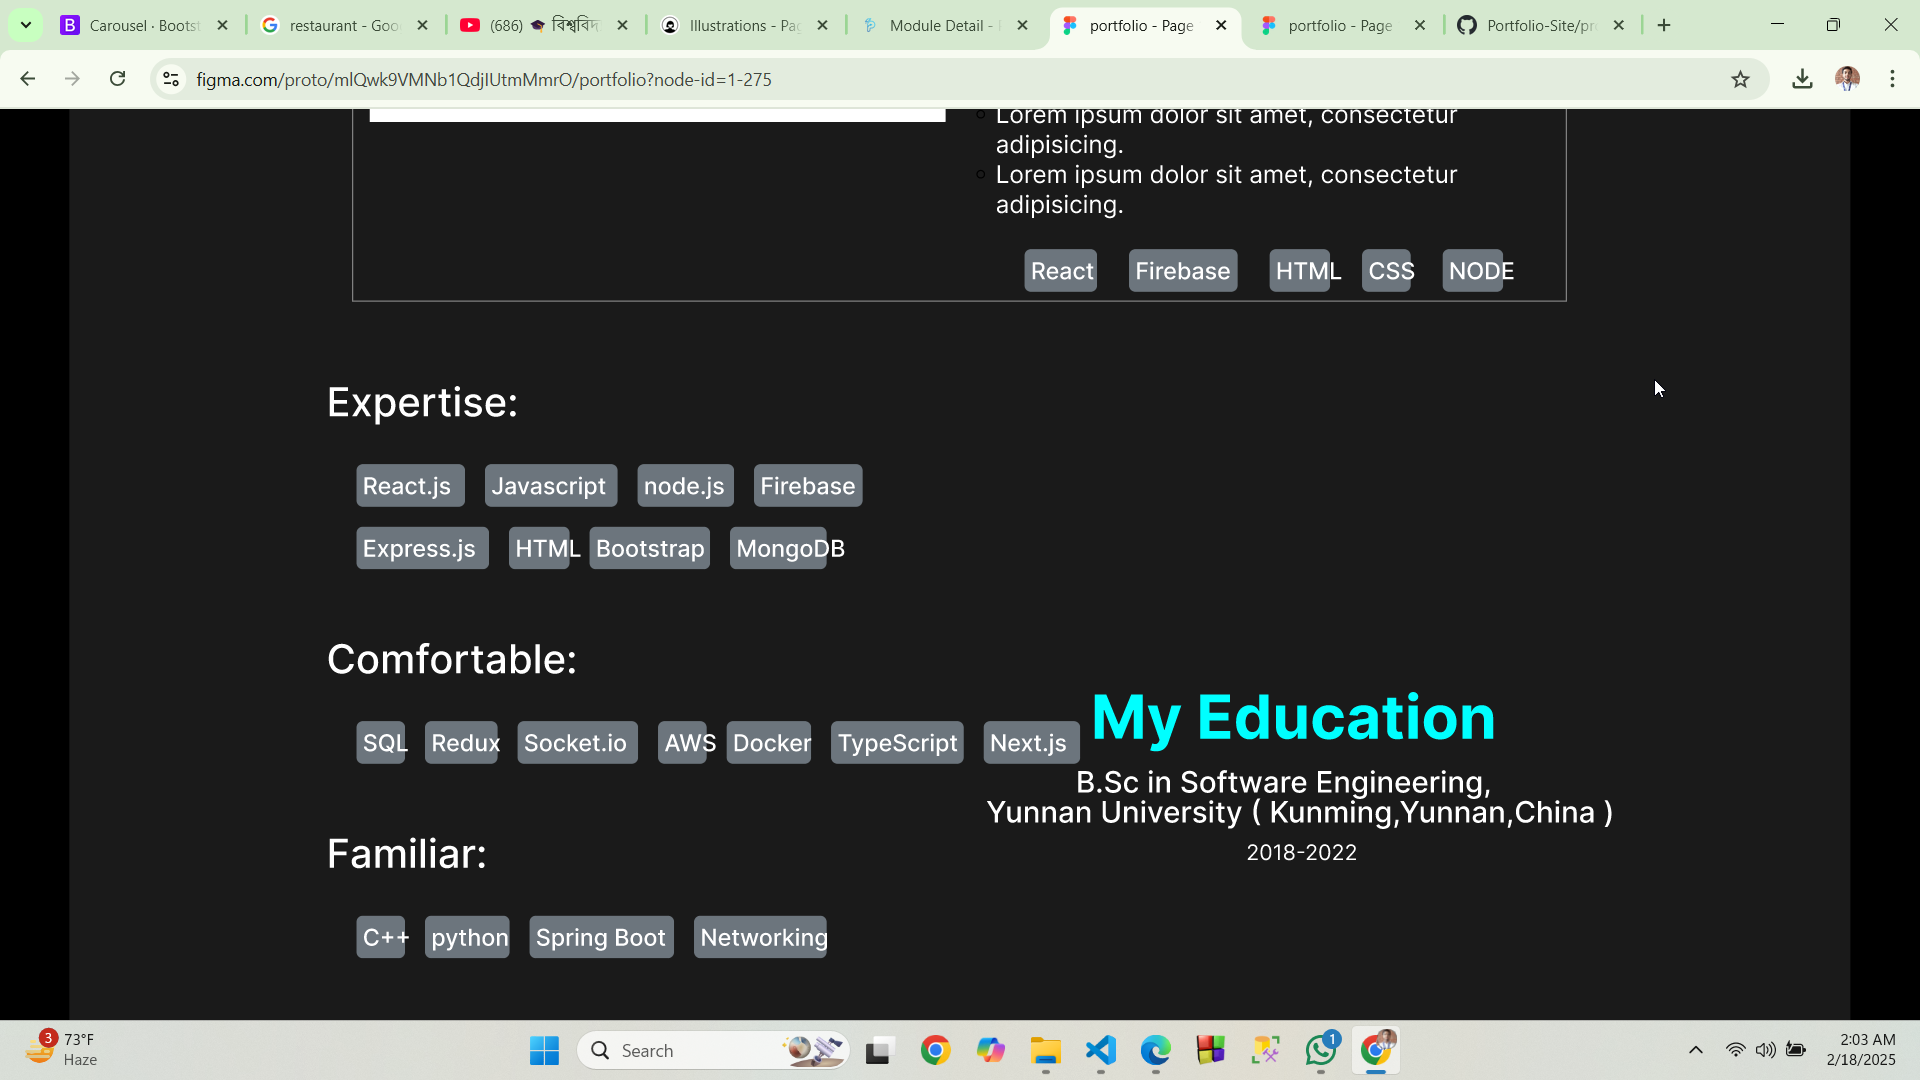 Carousel · Bootst
restaurant - Goo
(686) 🎓 বিশ্ববিদ
Illustrations - Pag
Module Detail -
portfolio - Page
portfolio - Page
Portfolio-Site/pr
figma.com/proto/mlQwk9VMNb1QdjIUtmMmrO/portfolio?node-id=1-275
Lorem ipsum dolor sit amet, consectetur
adipisicing.
Lorem ipsum dolor sit amet, consectetur
adipisicing.
React Firebase HTML CSS NODE
Expertise:
React.js Javascript node.js Firebase
Express.js HTML Bootstrap MongoDB
Comfortable:
SQL Redux Socket.io AWS Docker TypeScript Next.js
My Education
B.Sc in Software Engineering,
Yunnan University ( Kunming,Yunnan,China )
2018-2022
Familiar:
C++ python Spring Boot Networking
3
73°F
Haze
Search
1
2:03 AM
2/18/2025